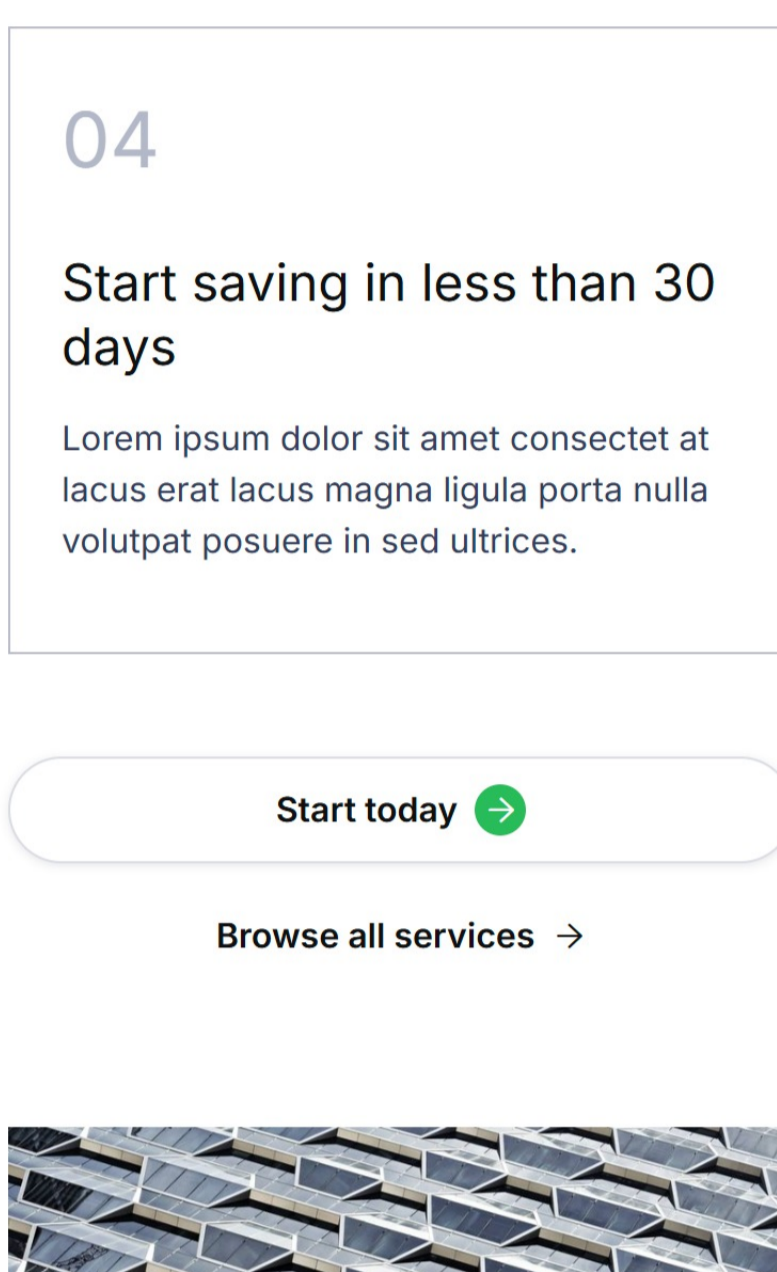 04
Start saving in less than 30
days
Lorem ipsum dolor sit amet consectet at
lacus erat lacus magna ligula porta nulla
volutpat posuere in sed ultrices.
Start today
Browse all services